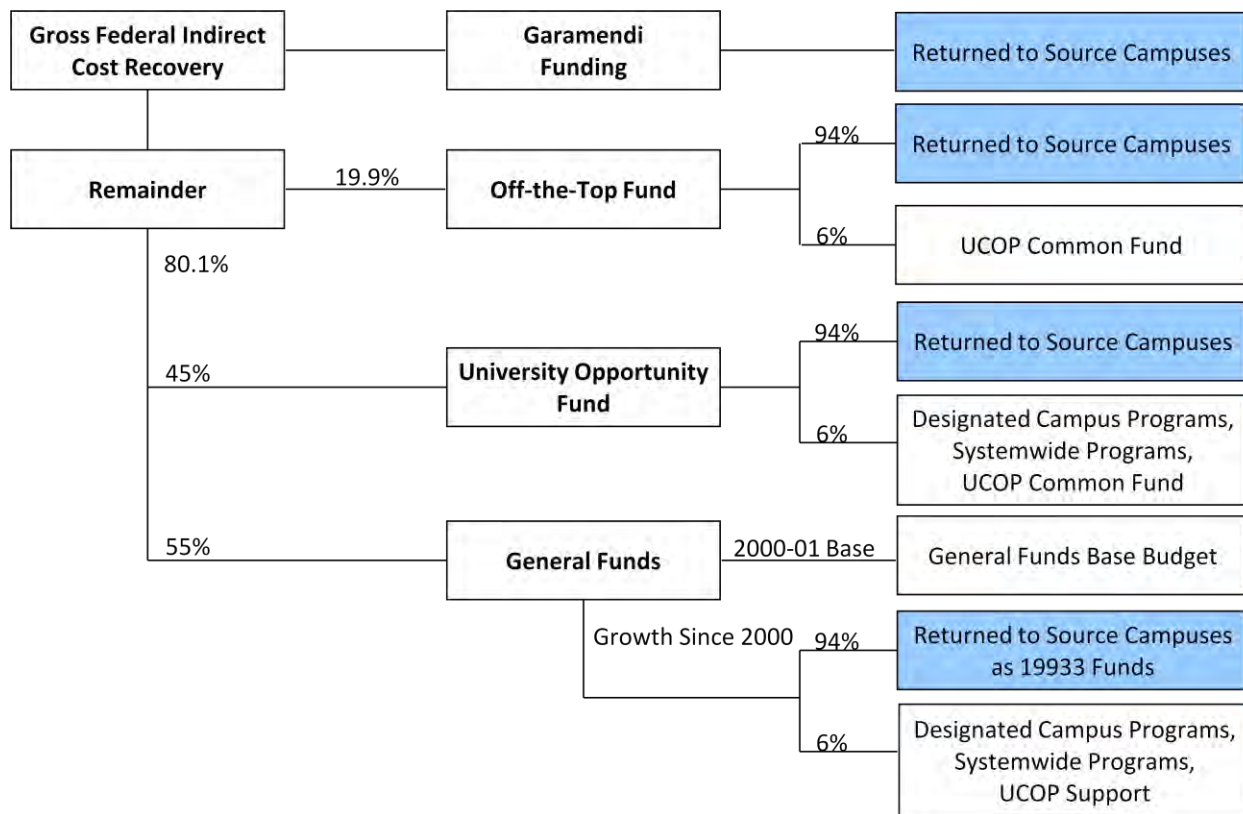 Gross Federal Indirect
Cost Recovery
Garamendi
Funding
Returned to Source Campuses
94%
Returned to Source Campuses
Remainder
19.9%
Off-the-Top Fund
6%
UCOP Common Fund
80.1%
94%
Returned to Source Campuses
45%
University Opportunity
Fund
6%
Designated Campus Programs,
Systemwide Programs,
UCOP Common Fund
55%
General Funds
2000-01 Base
General Funds Base Budget
Growth Since 2000
94%
Returned to Source Campuses
as 19933 Funds
6%
Designated Campus Programs,
Systemwide Programs,
UCOP Support